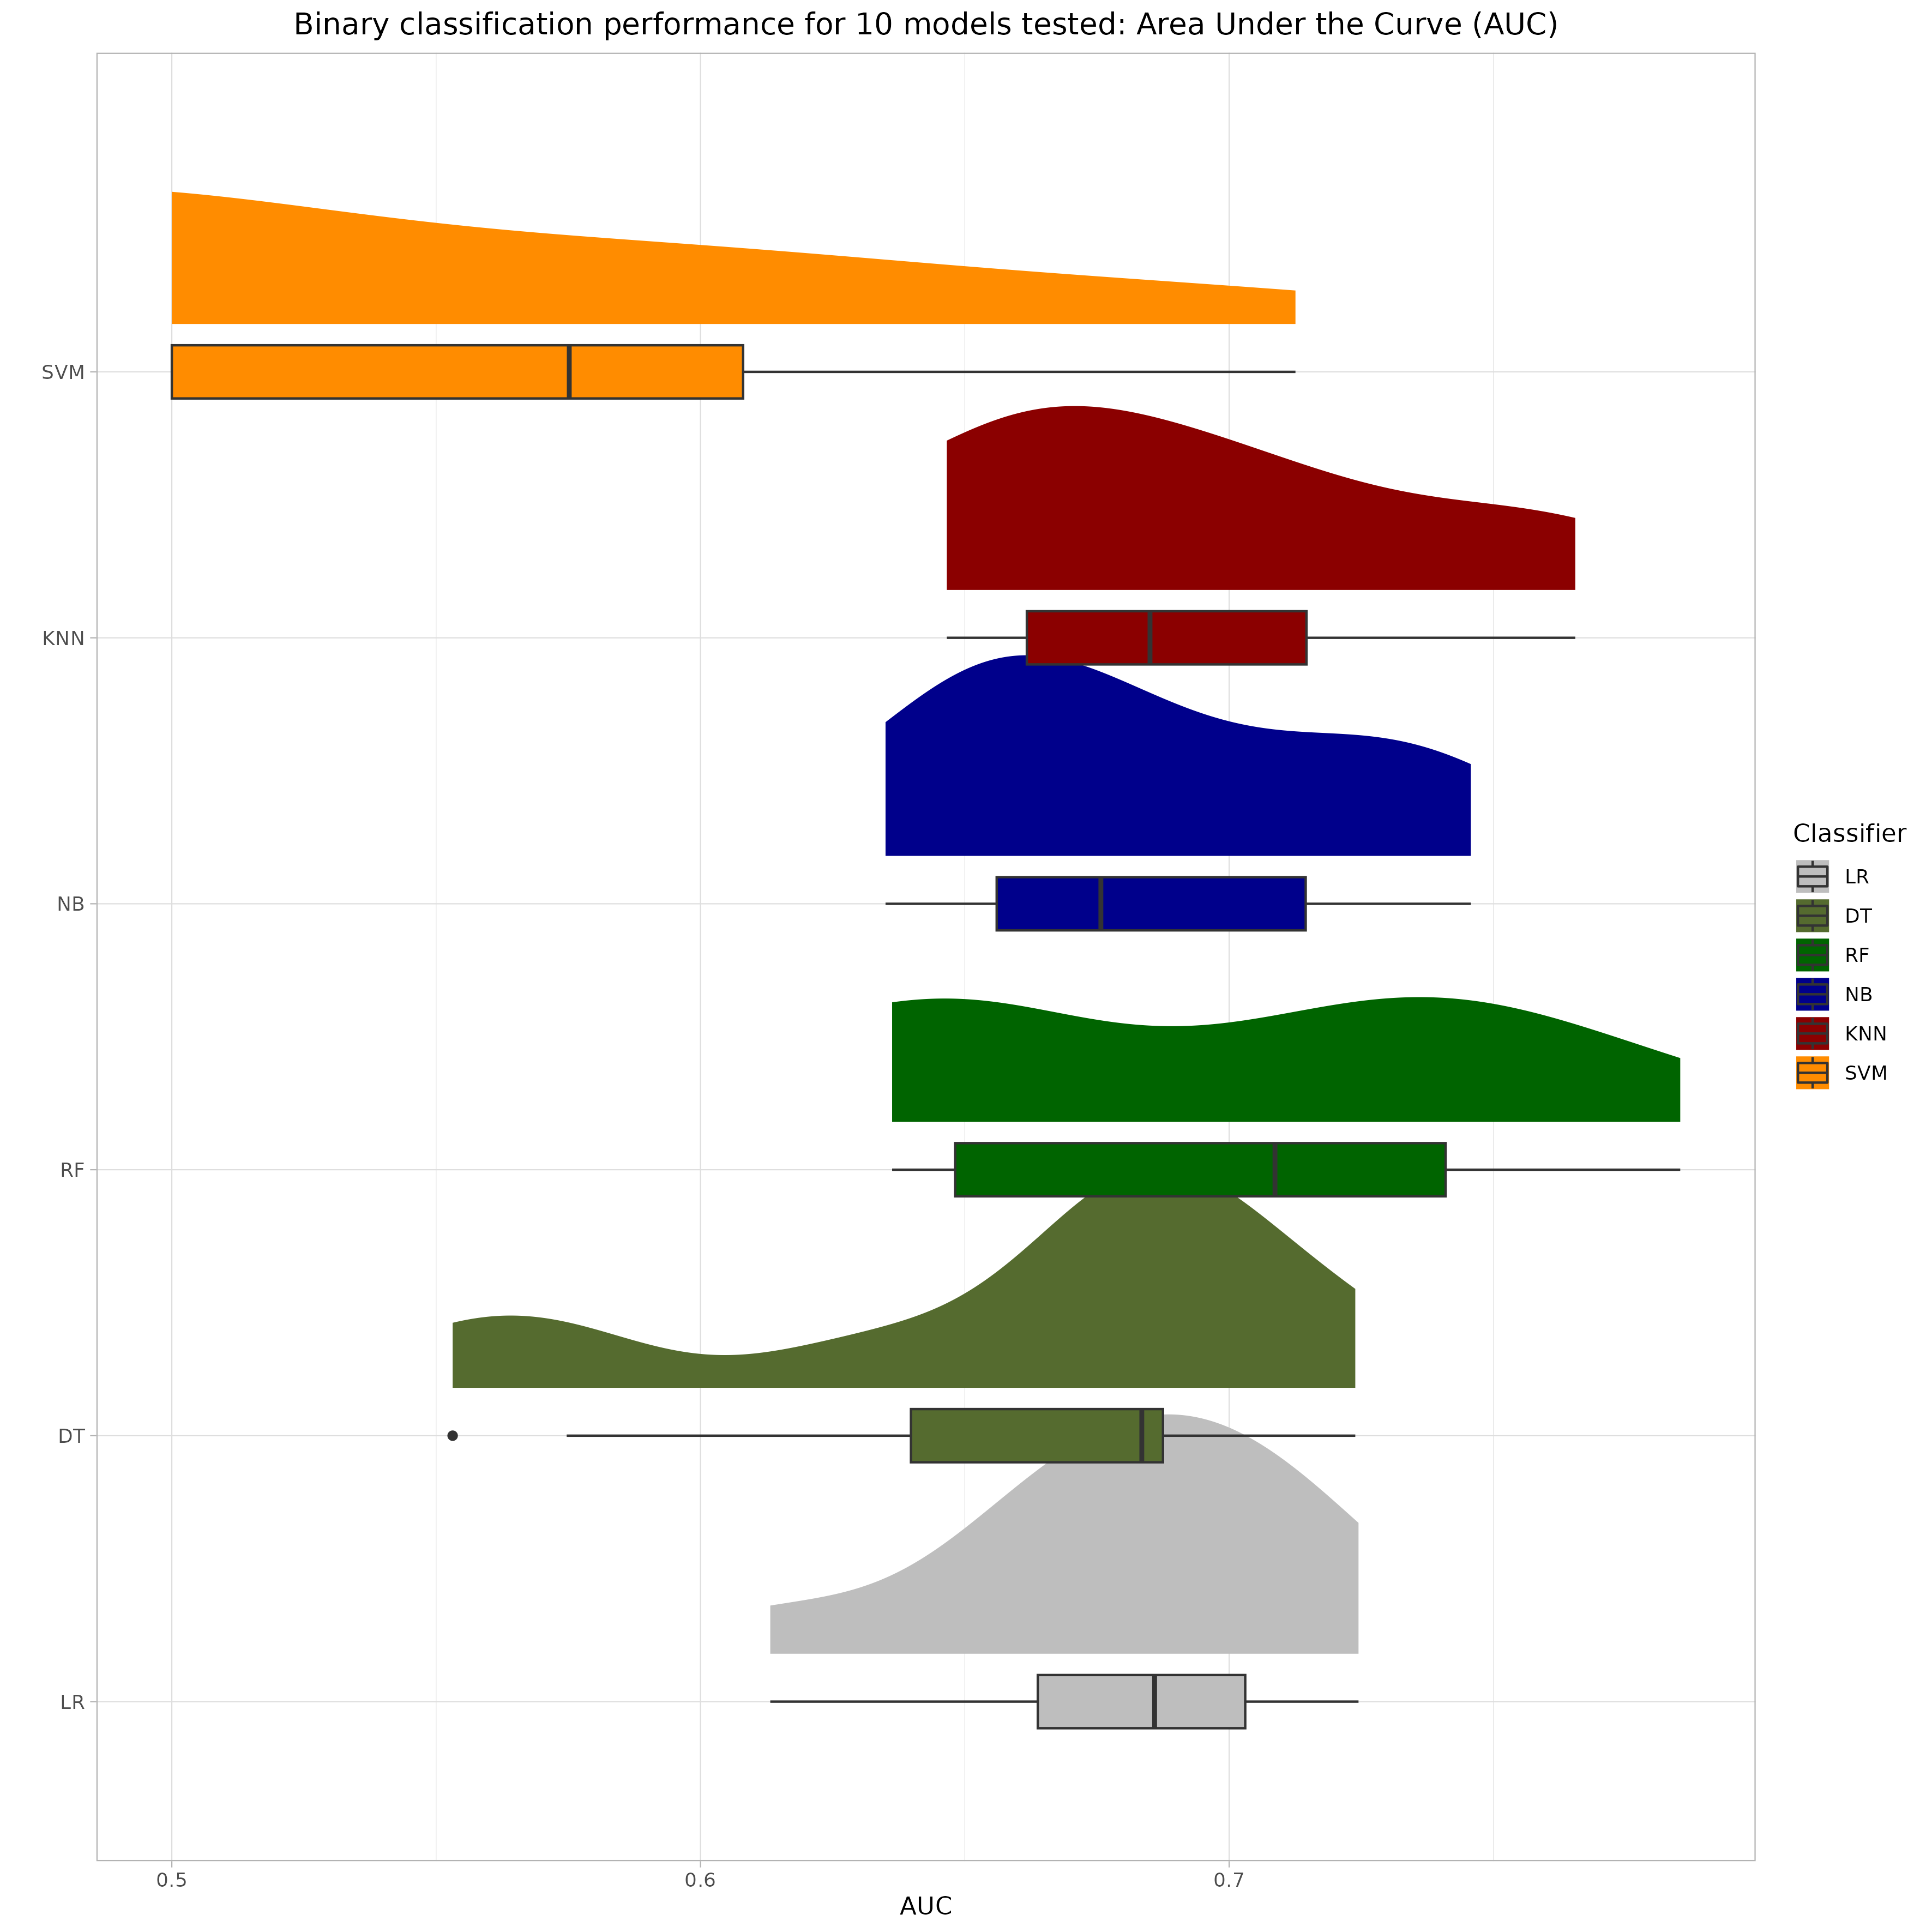 Binary classification performance for 10 models tested: Area Under the Curve (AUC)
SVM
KNN
NB
RF
DT
LR
0.5
0.6
0.7
AUC
Classifier
LR
DT
RF
NB
KNN
SVM